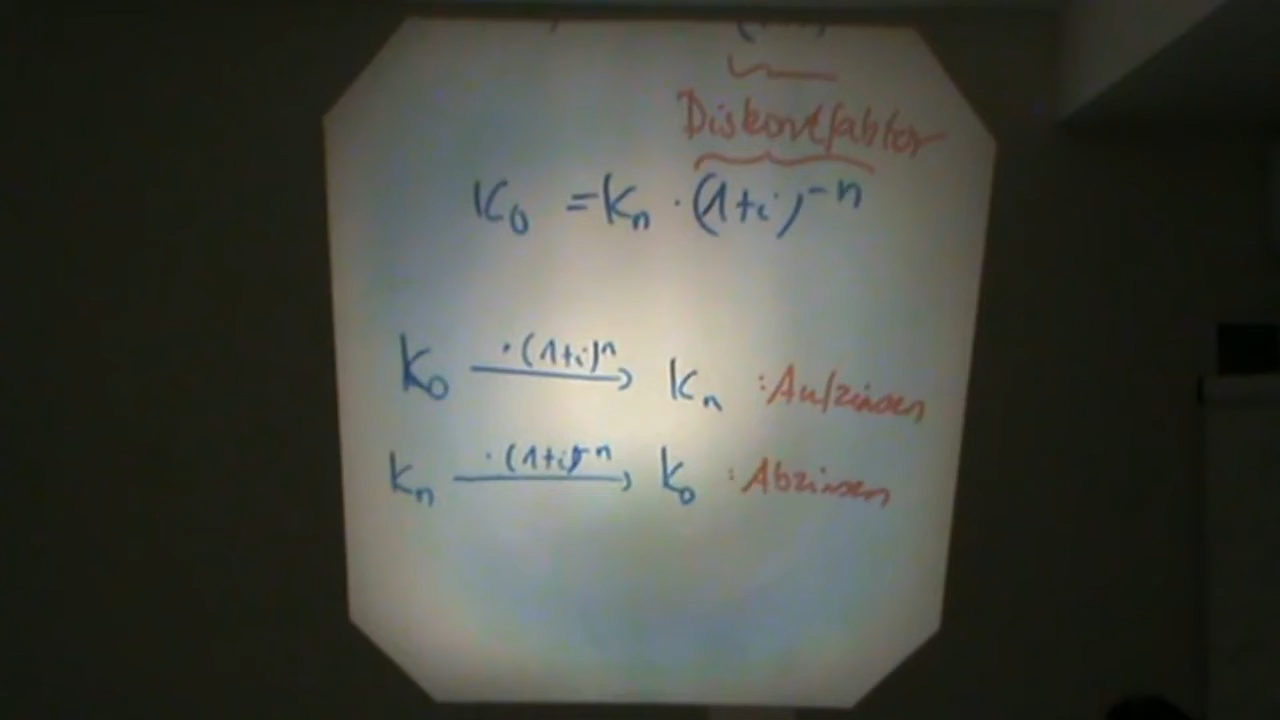 Diskontfaktor
K₀ = Kₙ · (1+i)⁻ⁿ
K₀ —·(1+i)ⁿ→ Kₙ : Aufzinsen
Kₙ —·(1+i)⁻ⁿ→ K₀ : Abzinsen